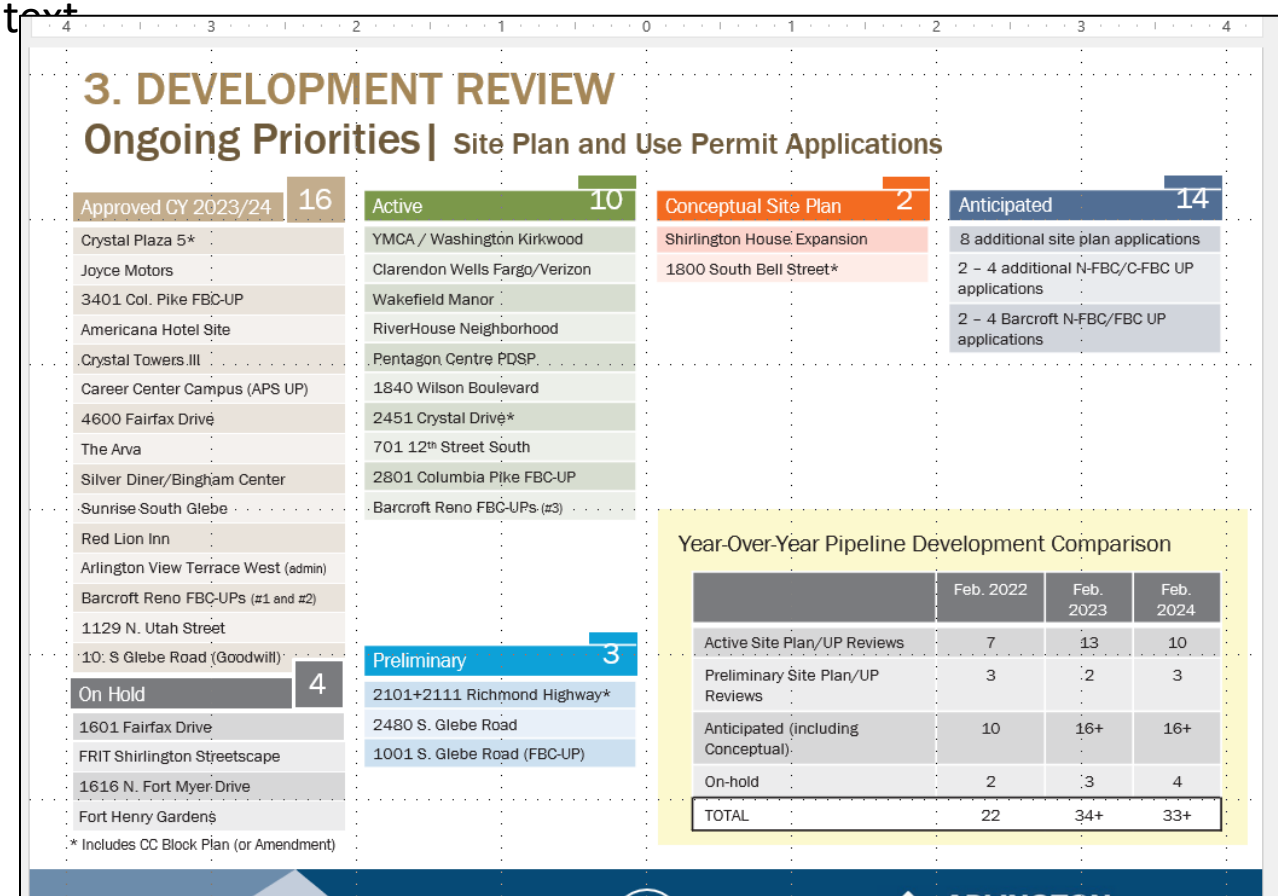 text
4 3 2 1 0 1 2 3 4
3. DEVELOPMENT REVIEW
Ongoing Priorities| Site Plan and Use Permit Applications
Approved CY 2023/24 16
Crystal Plaza 5*
Joyce Motors
3401 Col. Pike FBC-UP
Americana Hotel Site
Crystal Towers III
Career Center Campus (APS UP)
4600 Fairfax Drive
The Arva
Silver Diner/Bingham Center
Sunrise South Glebe
Red Lion Inn
Arlington View Terrace West (admin)
Barcroft Reno FBC-UPs (#1 and #2)
1129 N. Utah Street
10. S Glebe Road (Goodwill)
On Hold 4
1601 Fairfax Drive
FRIT Shirlington Streetscape
1616 N. Fort Myer Drive
Fort Henry Gardens
* Includes CC Block Plan (or Amendment)
Active 10
YMCA / Washington Kirkwood
Clarendon Wells Fargo/Verizon
Wakefield Manor
RiverHouse Neighborhood
Pentagon Centre PDSP
1840 Wilson Boulevard
2451 Crystal Drive*
701 12th Street South
2801 Columbia Pike FBC-UP
Barcroft Reno FBC-UPs (#3)
Preliminary 3
2101+2111 Richmond Highway*
2480 S. Glebe Road
1001 S. Glebe Road (FBC-UP)
Conceptual Site Plan 2
Shirlington House Expansion
1800 South Bell Street*
Anticipated 14
8 additional site plan applications
2 – 4 additional N-FBC/C-FBC UP
applications
2 – 4 Barcroft N-FBC/FBC UP
applications
Year-Over-Year Pipeline Development Comparison
Feb. 2022 Feb. 2023 Feb. 2024
Active Site Plan/UP Reviews 7 13 10
Preliminary Site Plan/UP
Reviews 3 2 3
Anticipated (including
Conceptual) 10 16+ 16+
On-hold 2 3 4
TOTAL 22 34+ 33+
ARLINGTON